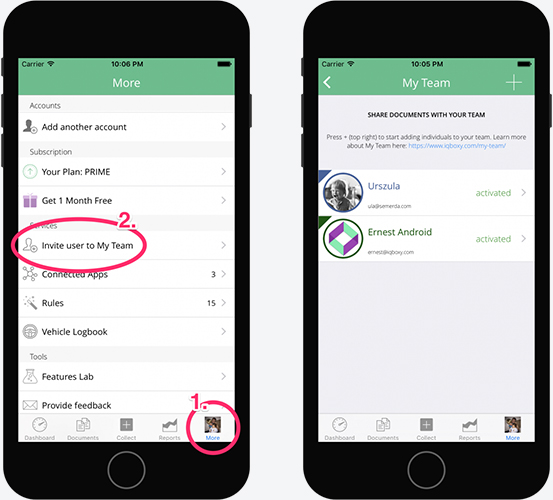 Carrier 10:06 PM
More
Accounts
Add another account
Subscription
Your Plan: PRIME
Get 1 Month Free
2.
Services
Invite user to My Team
Connected Apps 3
Rules 15
Vehicle Logbook
Tools
Features Lab
1.
Provide feedback
Dashboard Documents Collect Reports More
Carrier 10:05 PM
My Team
SHARE DOCUMENTS WITH YOUR TEAM
Press + (top right) to start adding individuals to your team. Learn more
about My Team here: https://www.iqboxy.com/my-team/
Urszula
activated
ula@semerda.com
Ernest Android
activated
ernest@iqboxy.com
Dashboard Documents Collect Reports More